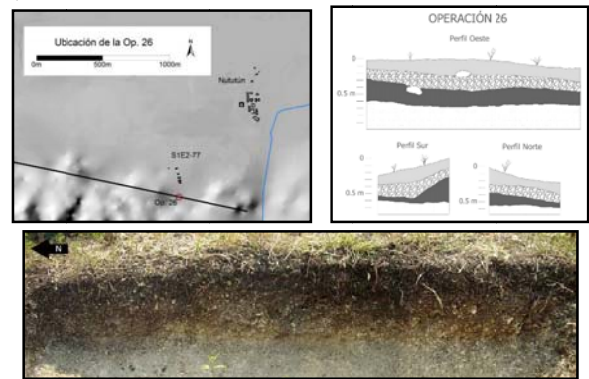 Ubicación de la Op. 26
N
0m 500m 1000m
Nututún
S1E2-77
Op. 26
OPERACIÓN 26
Perfil Oeste
0
0.5 m
Perfil Sur
Perfil Norte
0
0
0.5 m
0.5 m
N